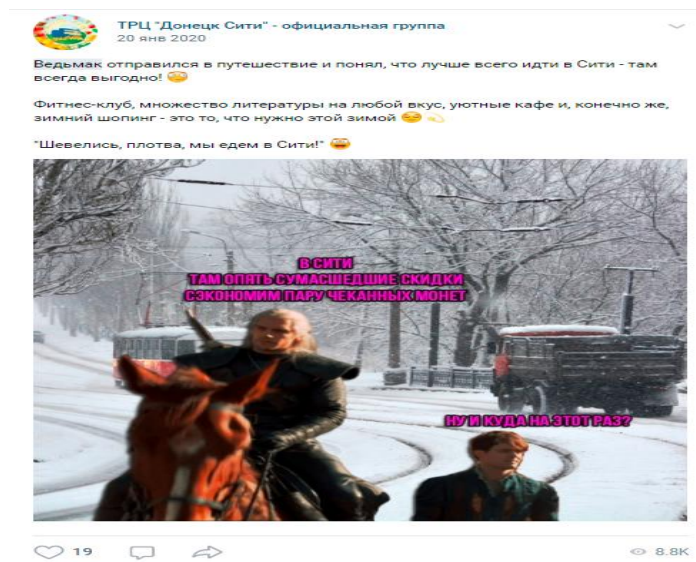 ТРЦ "Донецк Сити" - официальная группа
20 янв 2020
Ведьмак отправился в путешествие и понял, что лучше всего идти в Сити - там
всегда выгодно!
Фитнес-клуб, множество литературы на любой вкус, уютные кафе и, конечно же,
зимний шопинг - это то, что нужно этой зимой
"Шевелись, плотва, мы едем в Сити!"
В СИТИ
ТАМ ОПЯТЬ СУМАСШЕДШИЕ СКИДКИ
СЭКОНОМИМ ПАРУ ЧЕКАННЫХ МОНЕТ
НУ И КУДА НА ЭТОТ РАЗ?
19
8.8K